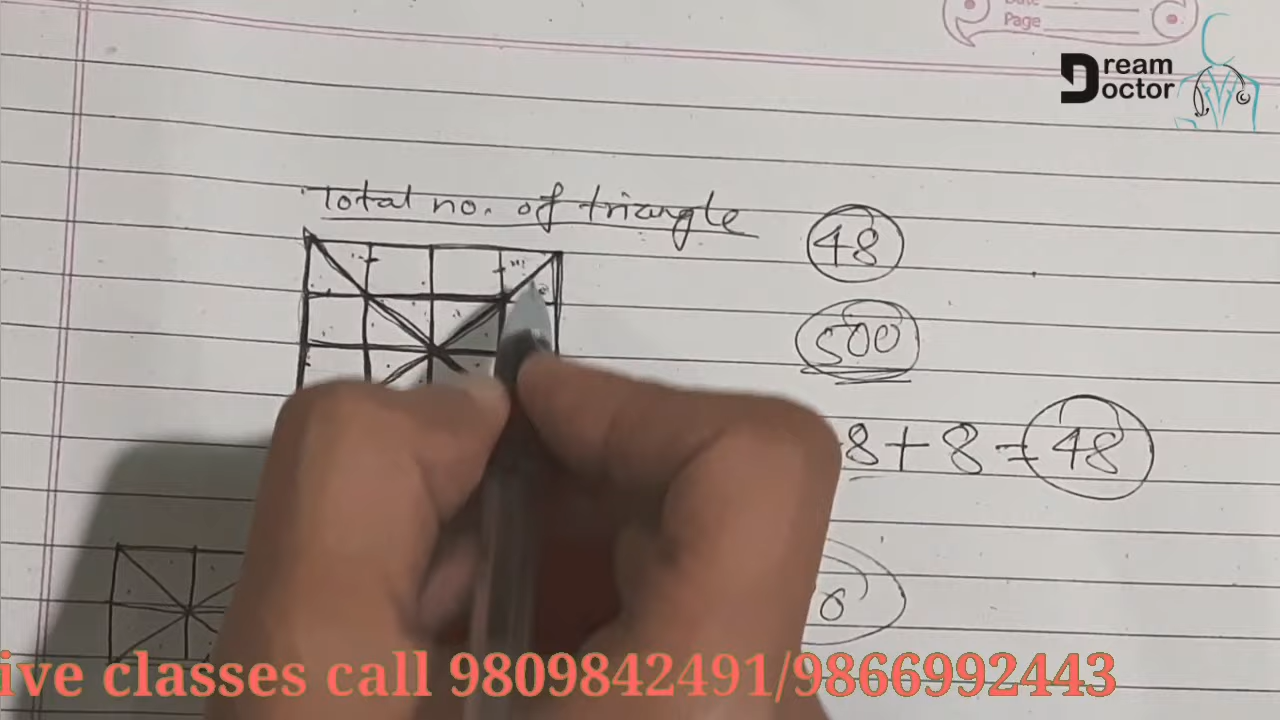 Page
Dream Doctor
Total no. of triangle
48
500
8+8=48
ive classes call 9809842491/9866992443